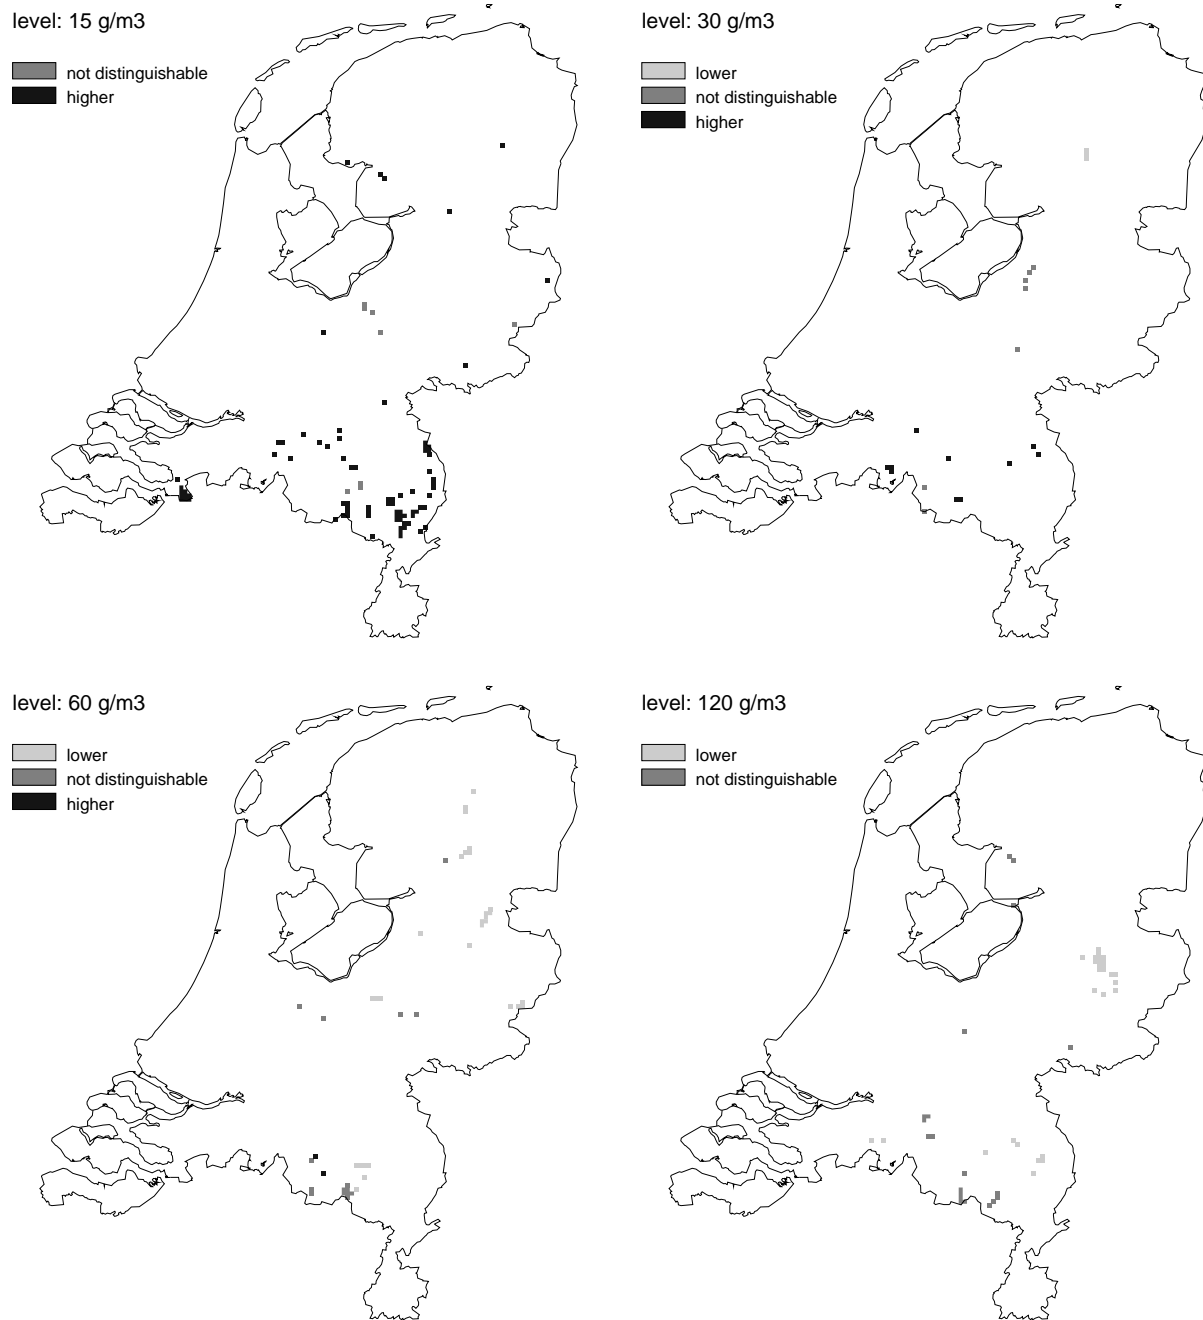 level: 15 g/m3
not distinguishable
higher
level: 30 g/m3
lower
not distinguishable
higher
level: 60 g/m3
lower
not distinguishable
higher
level: 120 g/m3
lower
not distinguishable